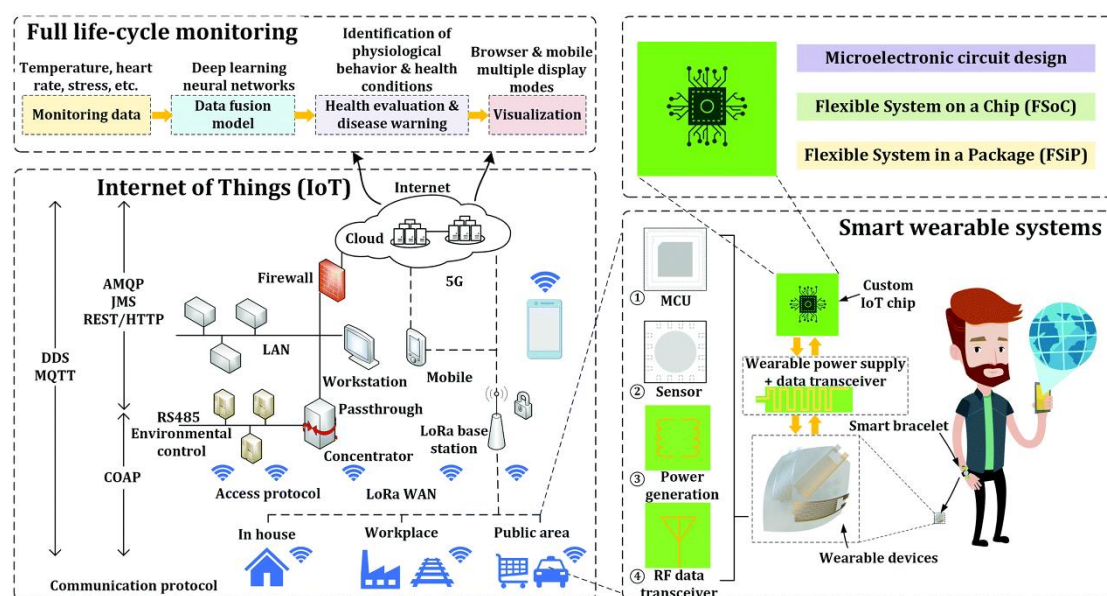 Full life-cycle monitoring
Temperature, heart
rate, stress, etc.
Monitoring data
Deep learning
neural networks
Data fusion
model
Identification of
physiological
behavior & health
conditions
Health evaluation &
disease warning
Browser & mobile
multiple display
modes
Visualization
Microelectronic circuit design
Flexible System on a Chip (FSoC)
Flexible System in a Package (FSiP)
Internet of Things (IoT)
Internet
Cloud
5G
Firewall
AMQP
JMS
REST/HTTP
DDS
MQTT
LAN
Workstation
Mobile
RS485
Environmental
control
Passthrough
Concentrator
LoRa base
station
COAP
Access protocol
LoRa WAN
In house
Workplace
Public area
Communication protocol
Smart wearable systems
① MCU
② Sensor
③ Power
generation
④ RF data
transceiver
Custom
IoT chip
Wearable power supply
+ data transceiver
Smart bracelet
Wearable devices